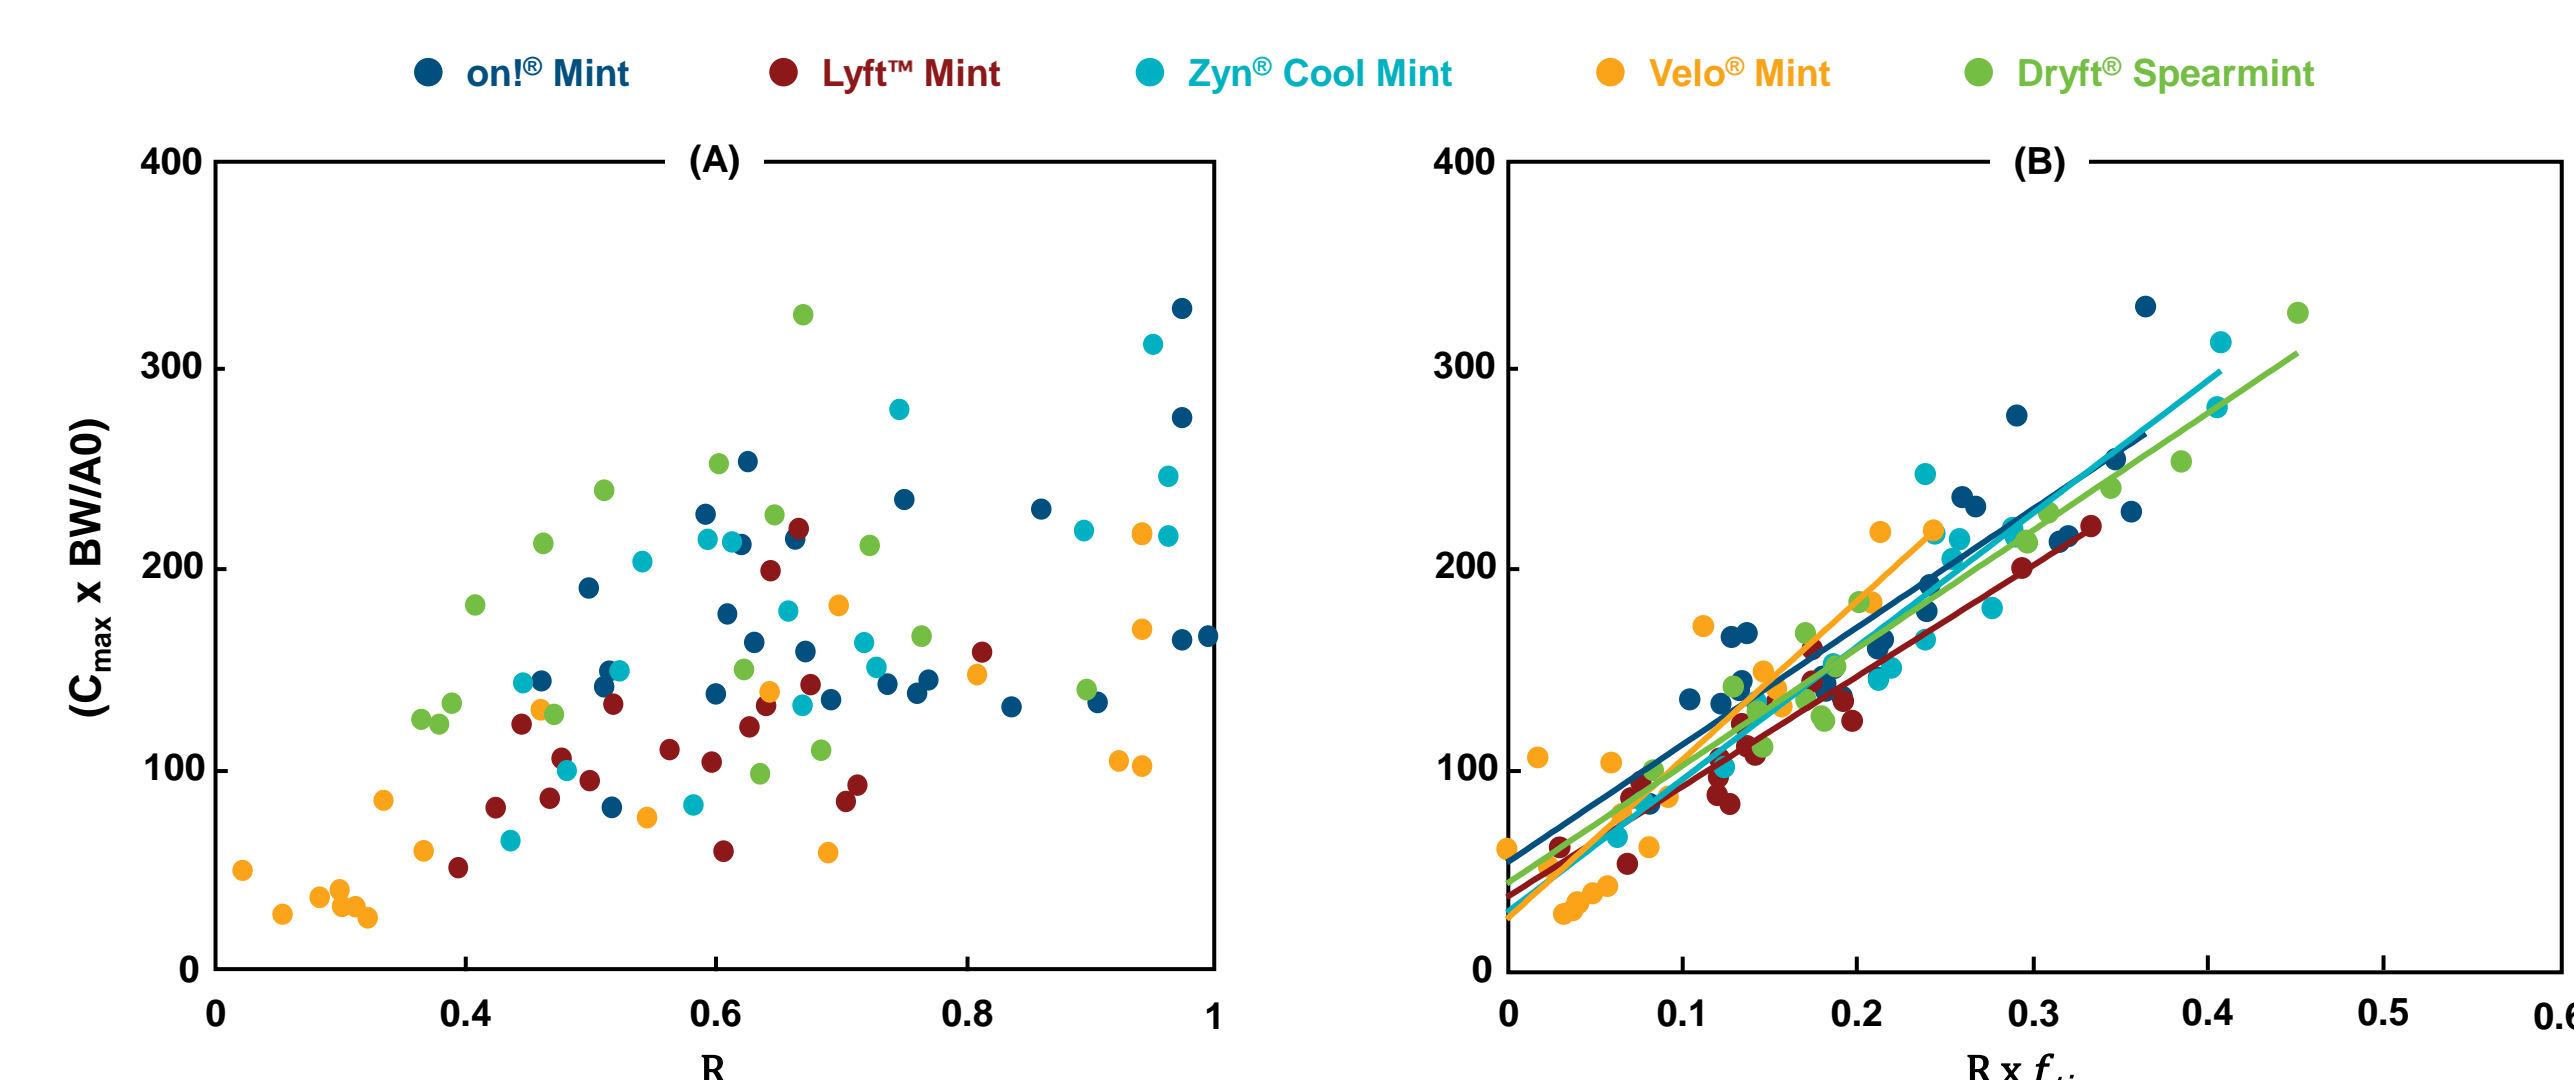 on!® Mint Lyft™ Mint Zyn® Cool Mint Velo® Mint Dryft® Spearmint
(A) (B)
400 400
300 300
200 200
100 100
0 0
(Cmax x BW/A0)
0 0.4 0.6 0.8 1 0 0.1 0.2 0.3 0.4 0.5
R R x f